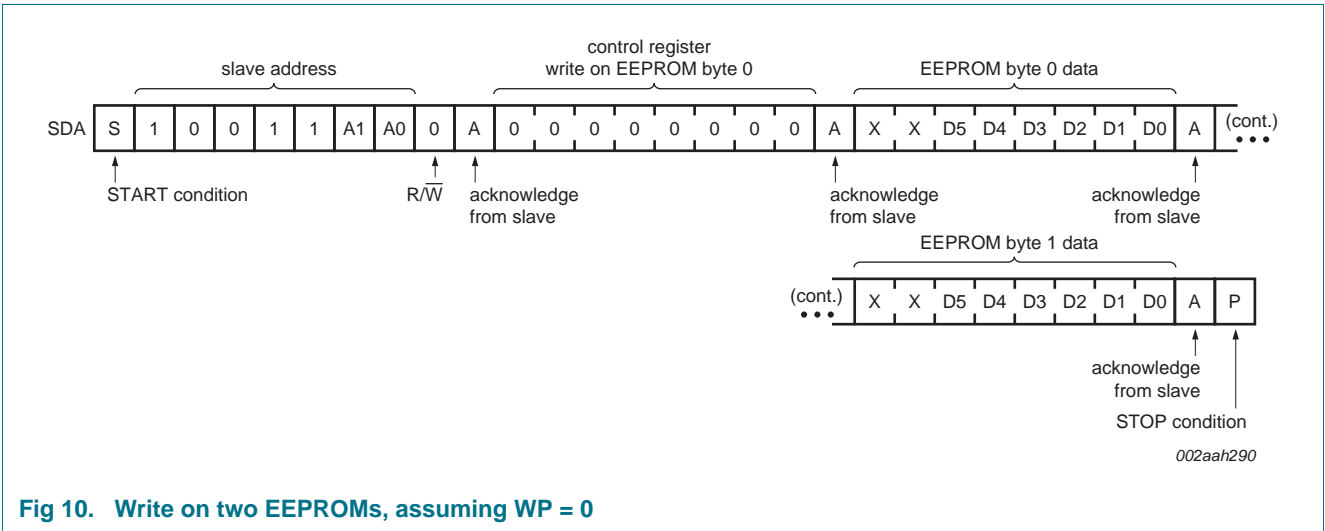 control register
slave address write on EEPROM byte 0 EEPROM byte 0 data
SDA S 1 0 0 1 1 A1 A0 0 A 0 0 0 0 0 0 0 0 A X X D5 D4 D3 D2 D1 D0 A (cont.)
START condition R/W̅ acknowledge from slave acknowledge from slave acknowledge from slave
EEPROM byte 1 data
(cont.) X X D5 D4 D3 D2 D1 D0 A P
acknowledge
from slave
STOP condition
002aah290
Fig 10. Write on two EEPROMs, assuming WP = 0